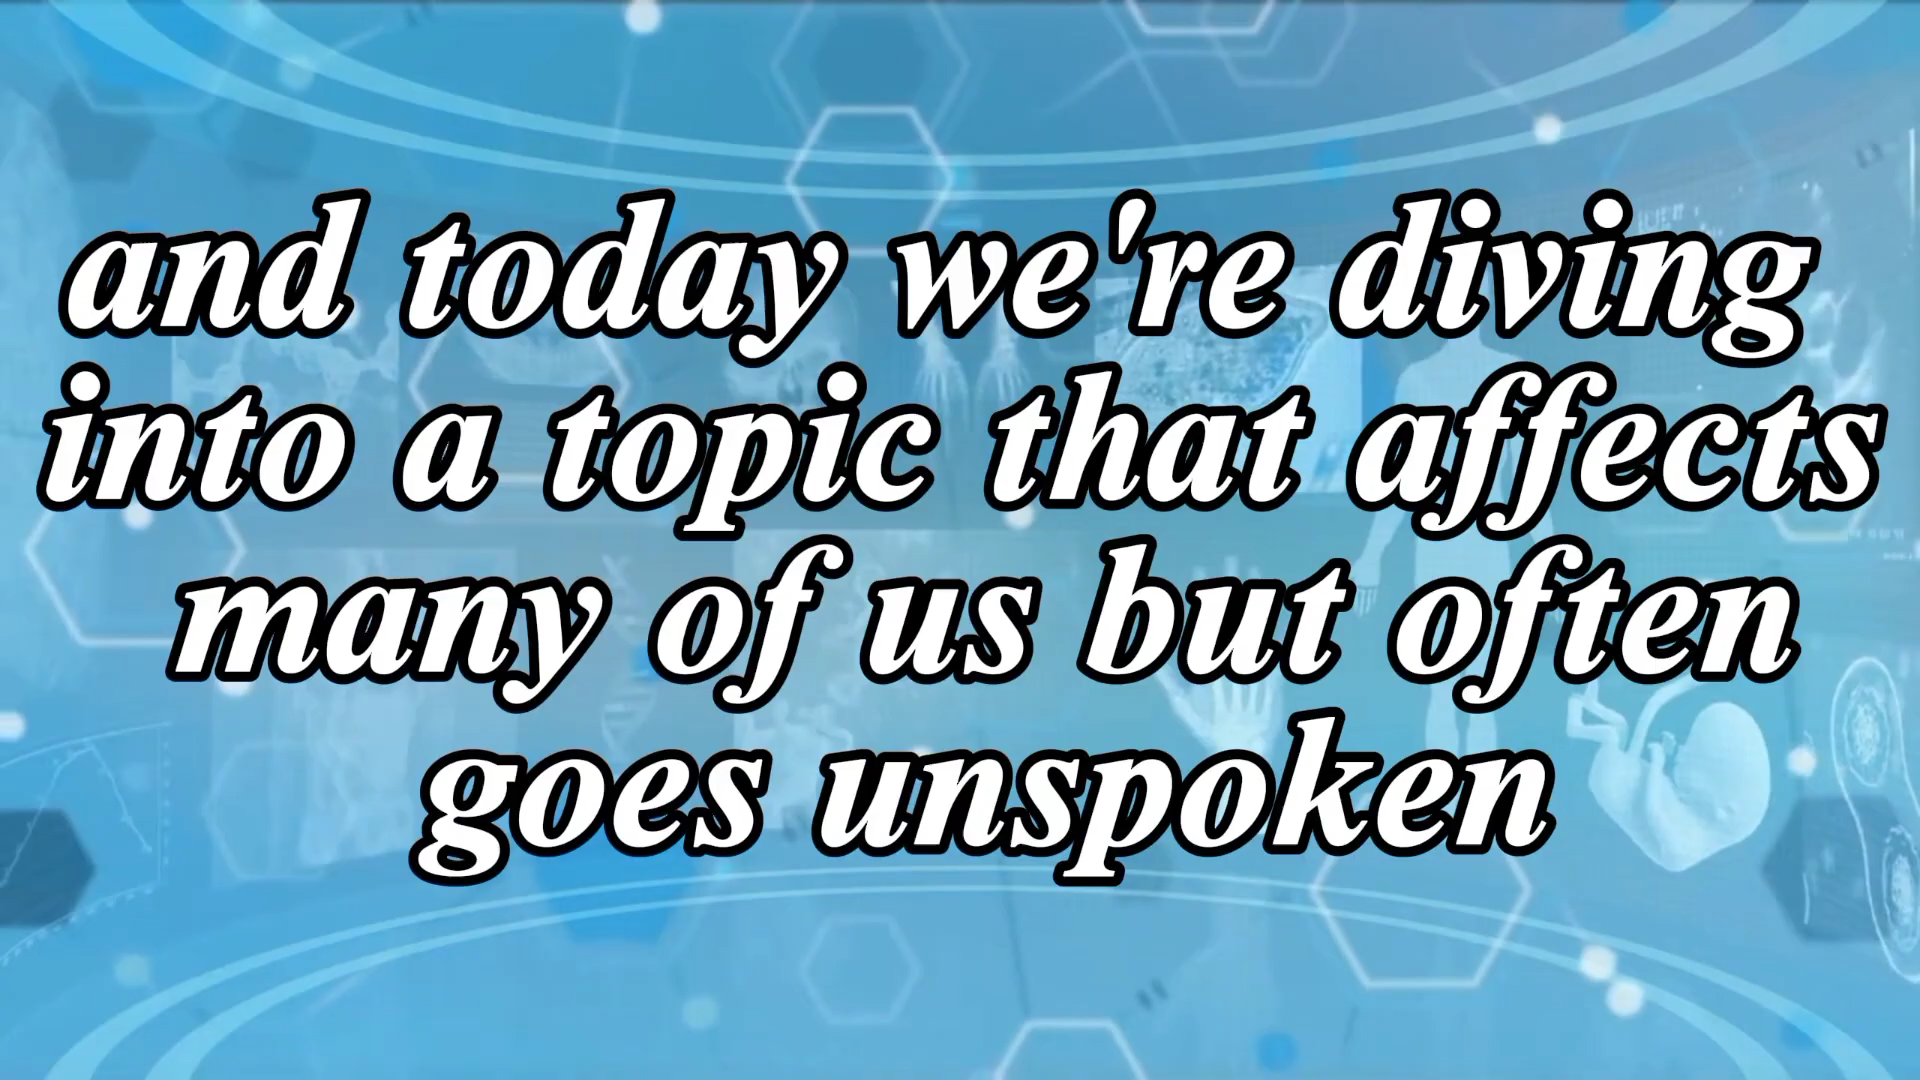 and today we're diving
into a topic that affects
many of us but often
goes unspoken